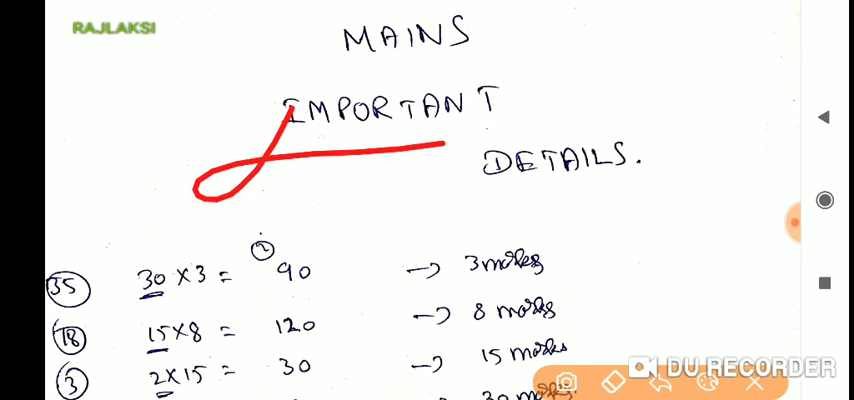 RAJLAKSI
MAINS
IMPORTANT
DETAILS.
2
35 30 × 3 = 90 → 3 marks
18 15 × 8 = 120 → 8 marks
3 2 × 15 = 30 → 15 marks
DU RECORDER